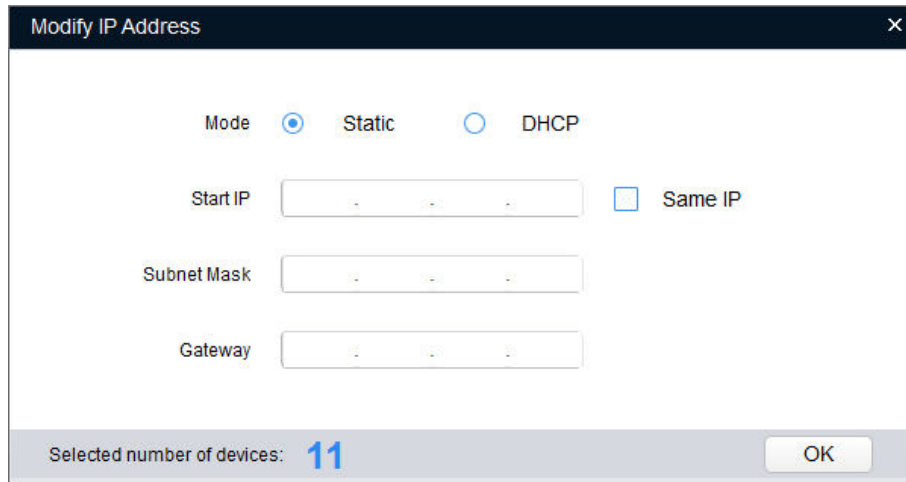 Modify IP Address
Mode Static DHCP
Start IP . . . Same IP
Subnet Mask . . .
Gateway . . .
Selected number of devices: 11 OK